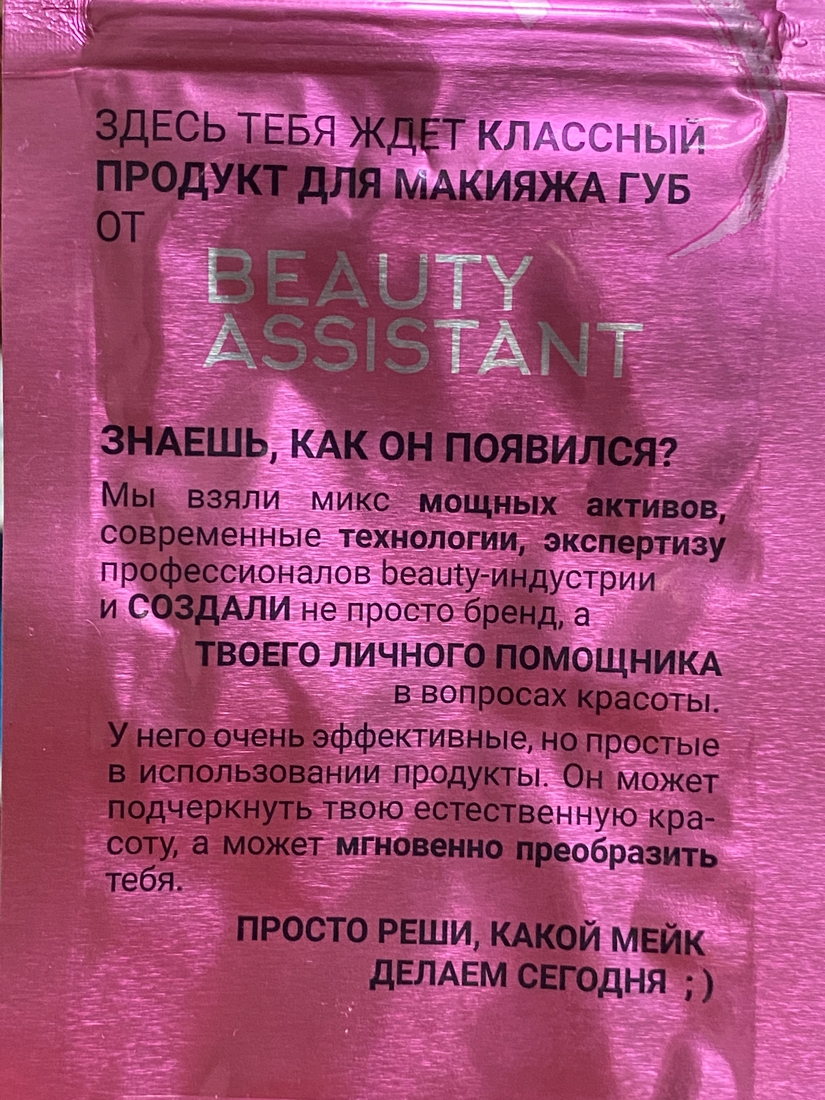 ЗДЕСЬ ТЕБЯ ЖДЕТ КЛАССНЫЙ
ПРОДУКТ ДЛЯ МАКИЯЖА ГУБ
ОТ
BEAUTY
ASSISTANT
ЗНАЕШЬ, КАК ОН ПОЯВИЛСЯ?
Мы взяли микс мощных активов,
современные технологии, экспертизу
профессионалов beauty-индустрии
и СОЗДАЛИ не просто бренд, а
ТВОЕГО ЛИЧНОГО ПОМОЩНИКА
в вопросах красоты.
У него очень эффективные, но простые
в использовании продукты. Он может
подчеркнуть твою естественную кра-
соту, а может мгновенно преобразить
тебя.
ПРОСТО РЕШИ, КАКОЙ МЕЙК
ДЕЛАЕМ СЕГОДНЯ ;)